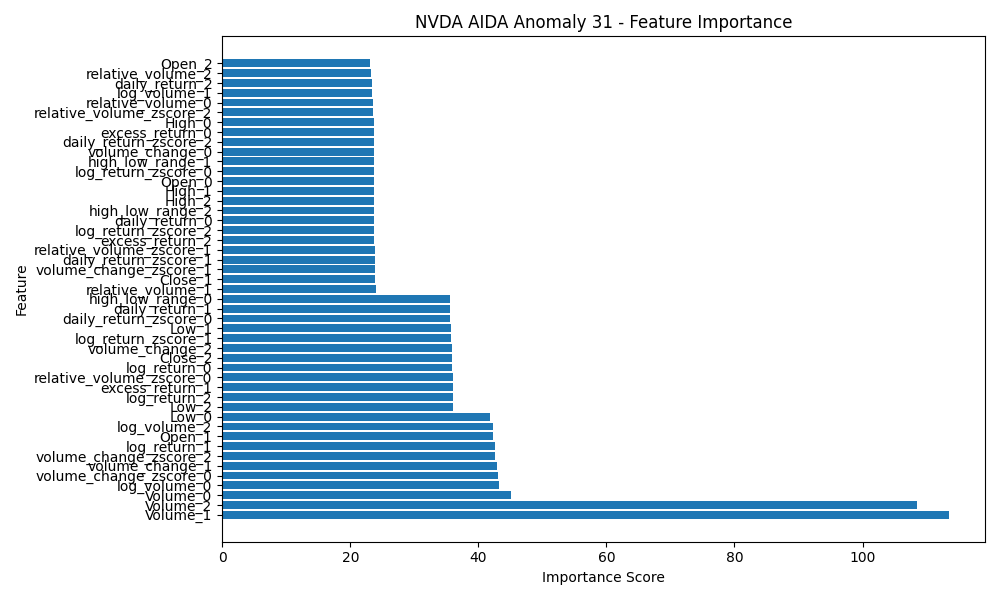 NVDA AIDA Anomaly 31 - Feature Importance
Open_2
relative_volume_2
daily_return_2
log_volume_1
relative_volume_0
relative_volume_zscore_2
High_0
excess_return_0
daily_return_zscore_2
volume_change_0
high_low_range_1
log_return_zscore_0
Open_0
High_1
High_2
high_low_range_2
daily_return_0
log_return_zscore_2
excess_return_2
relative_volume_zscore_1
daily_return_zscore_1
volume_change_zscore_1
Close_1
relative_volume_1
high_low_range_0
daily_return_1
daily_return_zscore_0
Low_1
log_return_zscore_1
volume_change_2
Close_2
log_return_0
relative_volume_zscore_0
excess_return_1
log_return_2
Low_2
Low_0
log_volume_2
Open_1
log_return_1
volume_change_zscore_2
volume_change_1
volume_change_zscore_0
log_volume_0
Volume_0
Volume_2
Volume_1
Feature
0 20 40 60 80 100
Importance Score